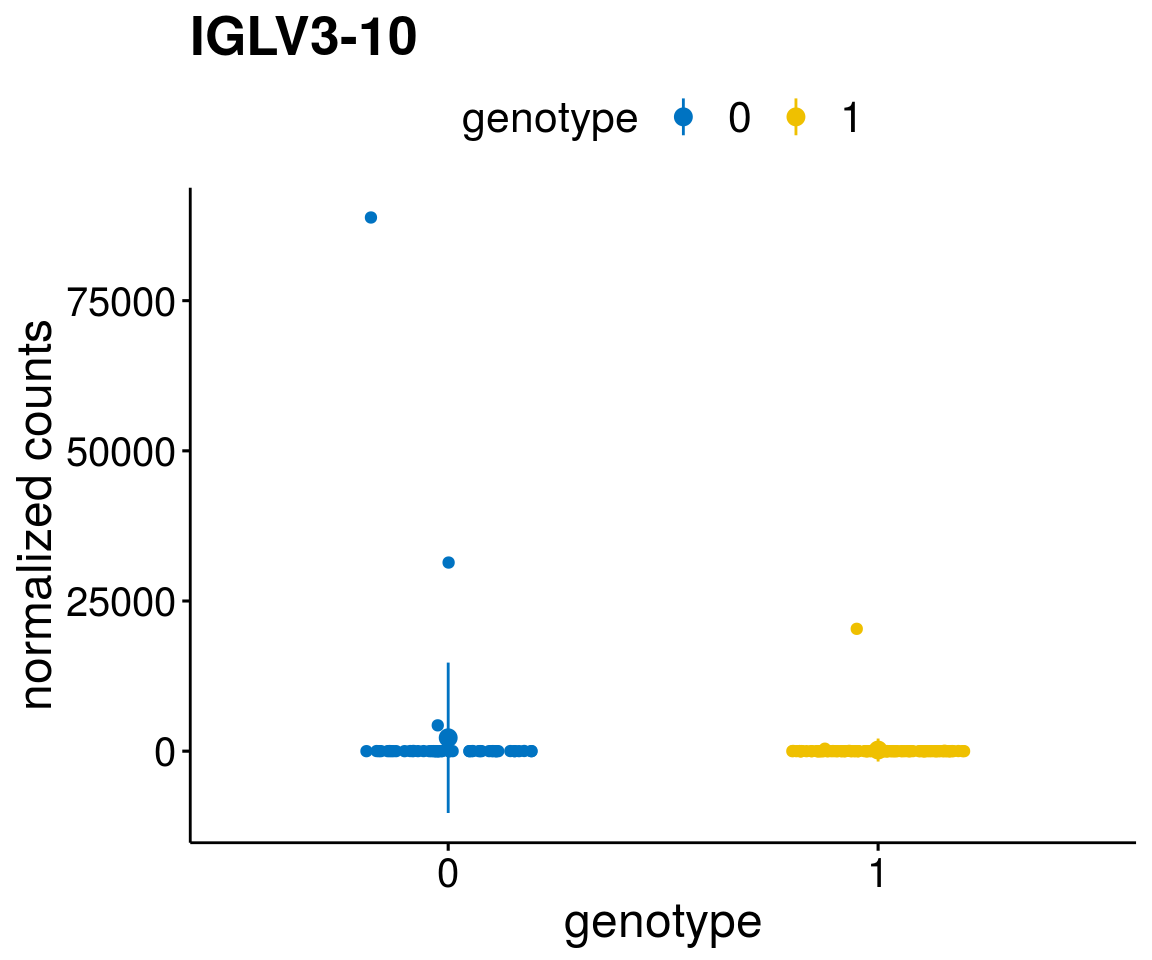 IGLV3-10
genotype 0 1
normalized counts
75000
50000
25000
0
0 1
genotype